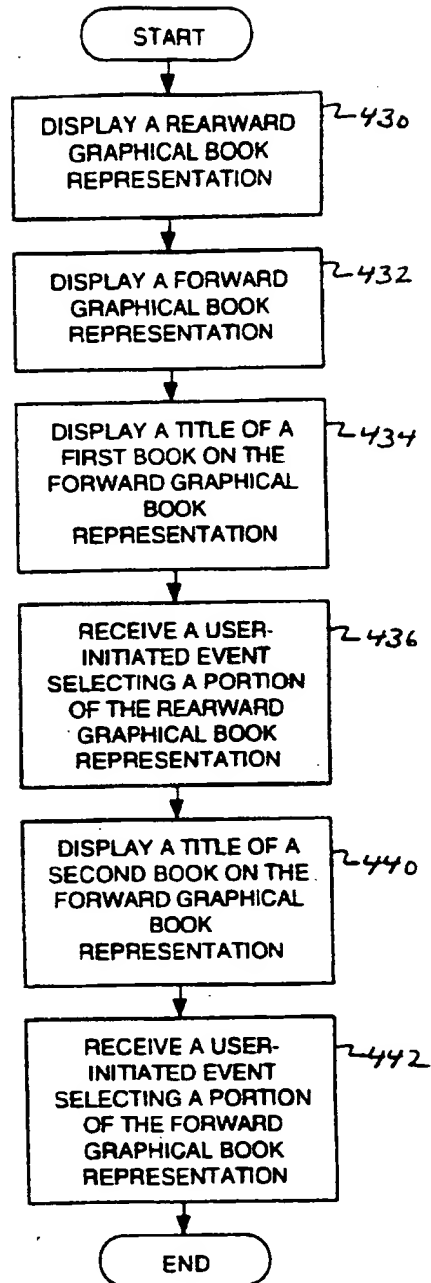 START
DISPLAY A REARWARD
GRAPHICAL BOOK
REPRESENTATION
430
DISPLAY A FORWARD
GRAPHICAL BOOK
REPRESENTATION
432
DISPLAY A TITLE OF A
FIRST BOOK ON THE
FORWARD GRAPHICAL
BOOK
REPRESENTATION
434
RECEIVE A USER-
INITIATED EVENT
SELECTING A PORTION
OF THE REARWARD
GRAPHICAL BOOK
REPRESENTATION
436
DISPLAY A TITLE OF A
SECOND BOOK ON THE
FORWARD GRAPHICAL
BOOK
REPRESENTATION
440
RECEIVE A USER-
INITIATED EVENT
SELECTING A PORTION
OF THE FORWARD
GRAPHICAL BOOK
REPRESENTATION
442
END